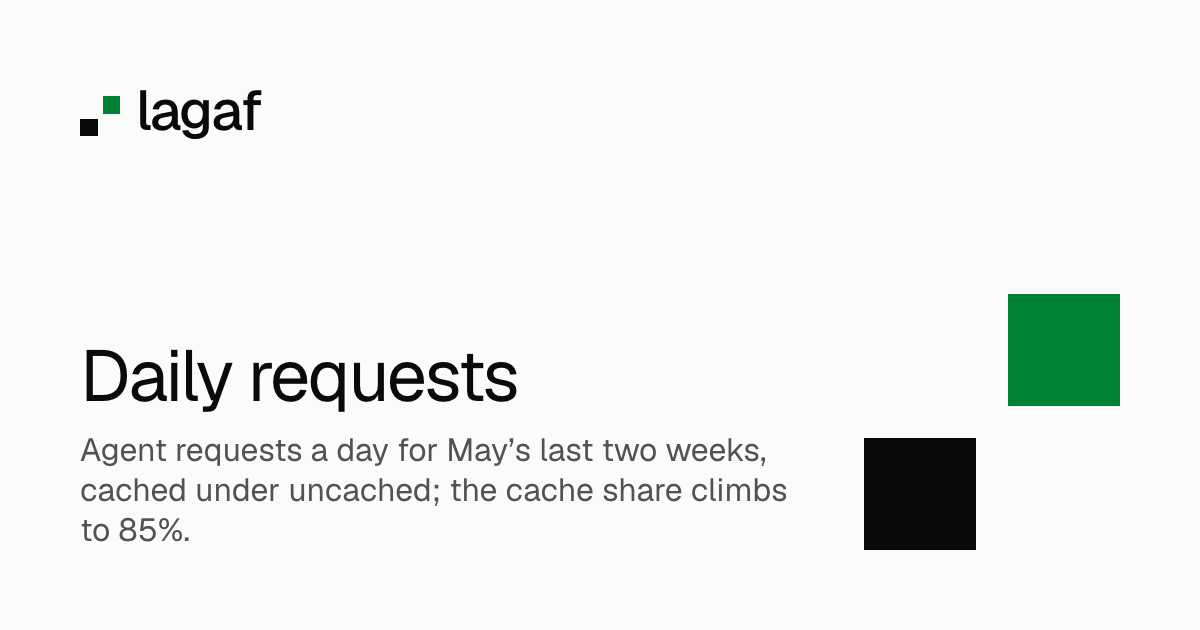 lagaf
Daily requests
Agent requests a day for May’s last two weeks,
cached under uncached; the cache share climbs
to 85%.